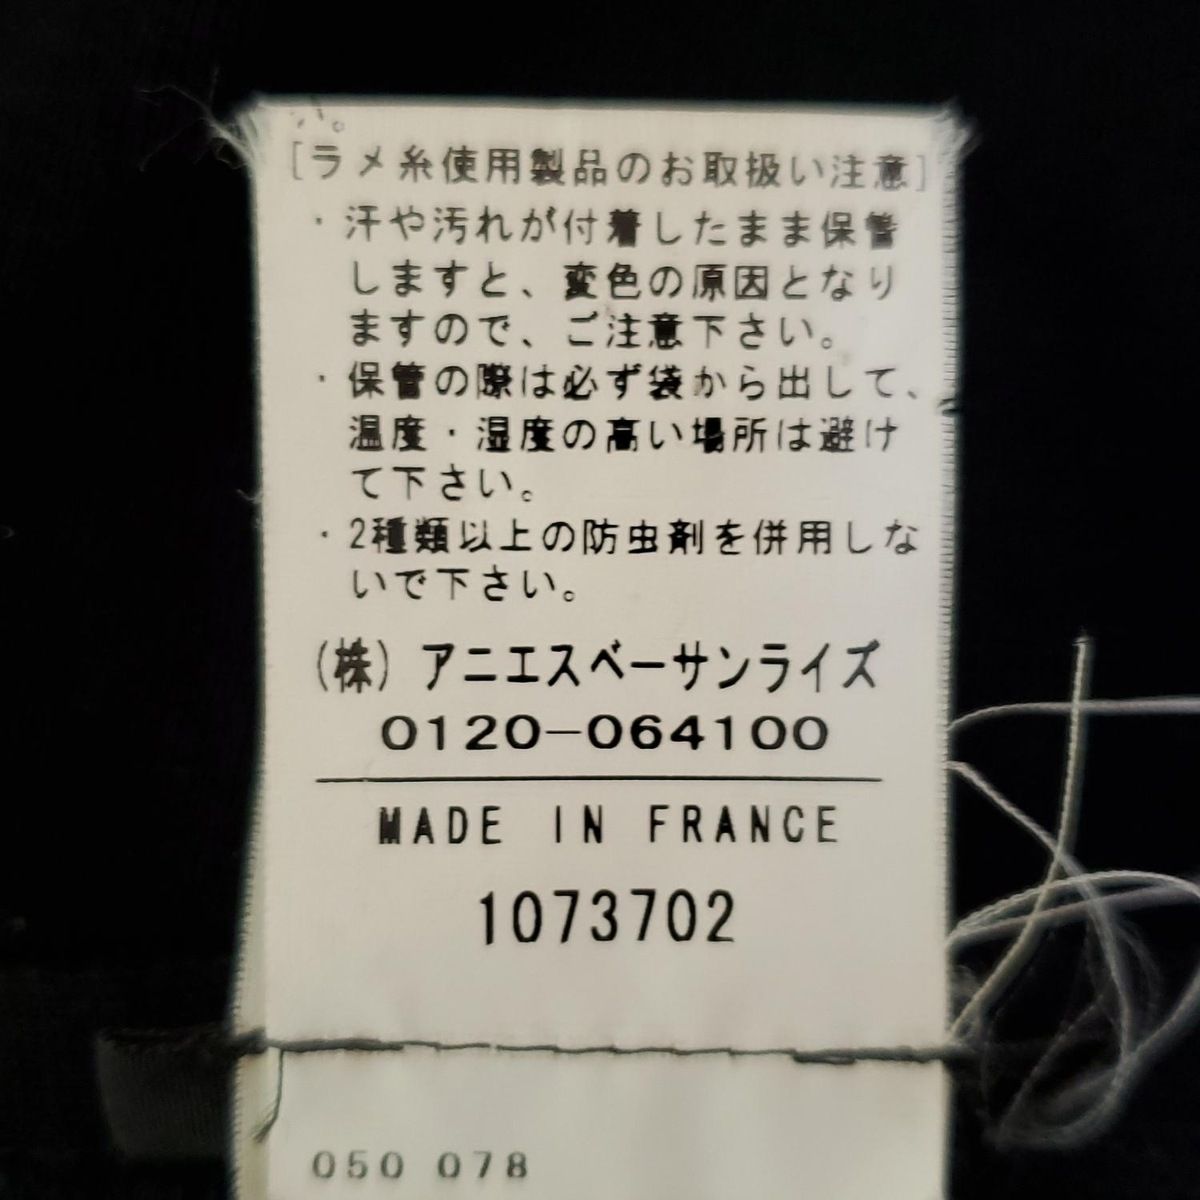 い。
[ラメ糸使用製品のお取扱い注意]
・汗や汚れが付着したまま保管
しますと、変色の原因となり
ますので、ご注意下さい。
・保管の際は必ず袋から出して、
温度・湿度の高い場所は避け
て下さい。
・2種類以上の防虫剤を併用しな
いで下さい。
(株)アニエスベーサンライズ
0120-064100
MADE IN FRANCE
1073702
050 078